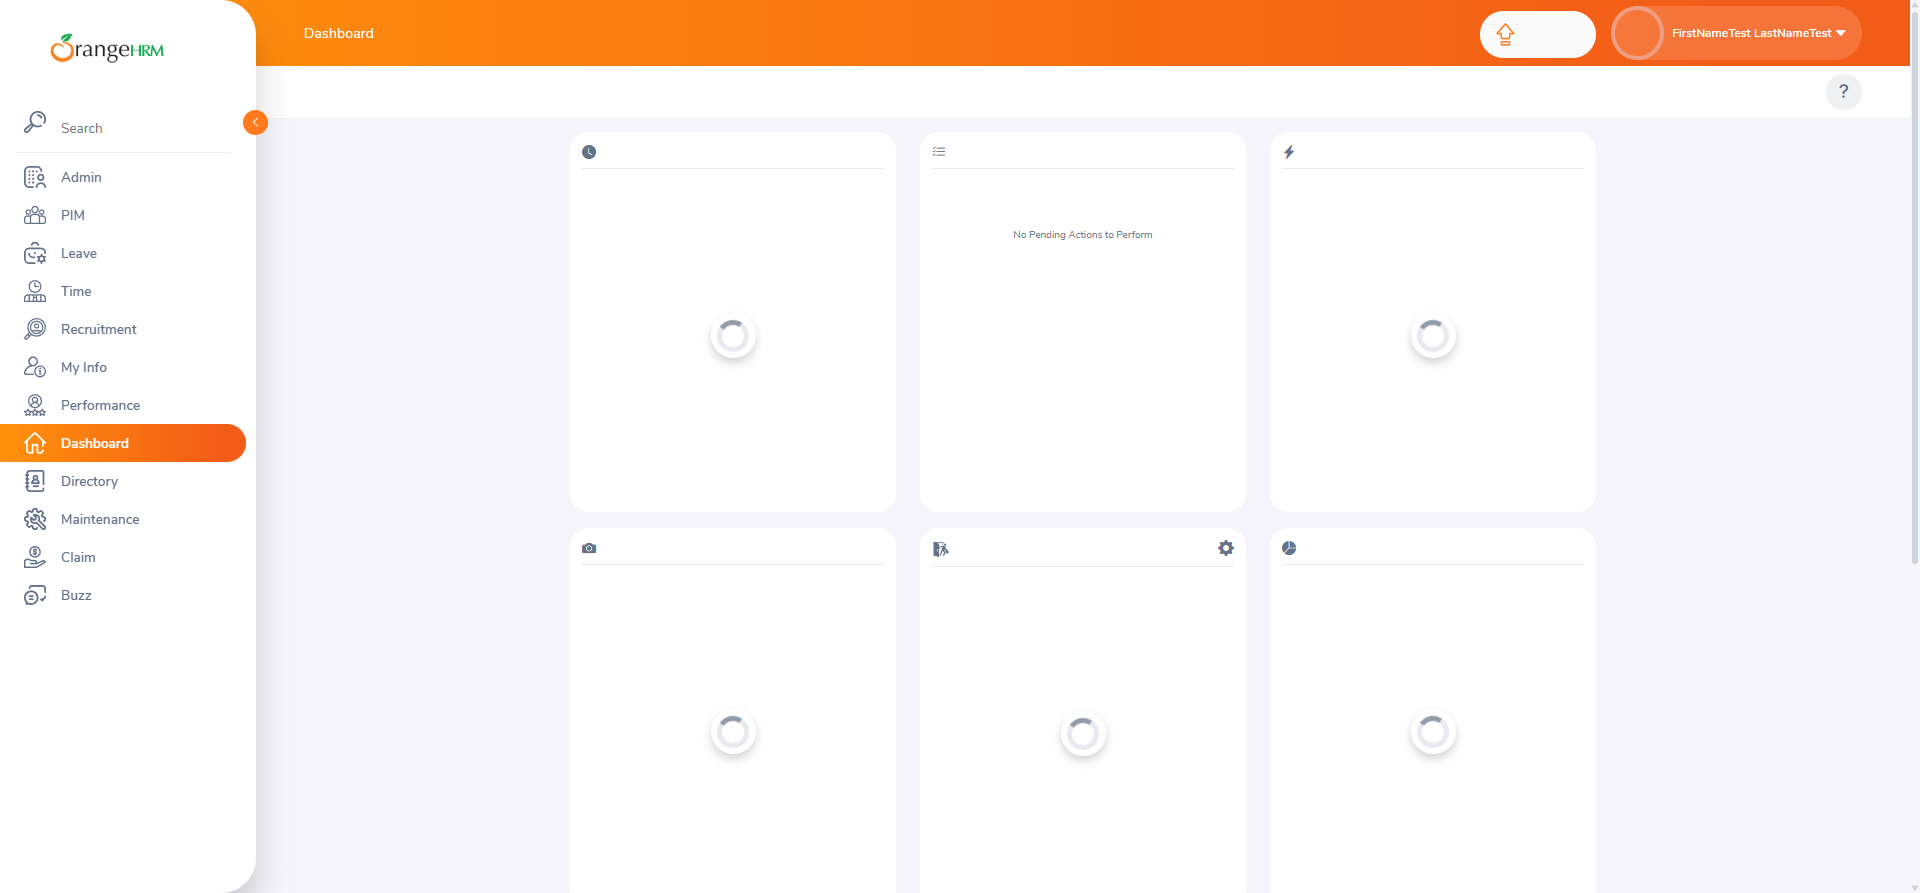 OrangeHRM
Dashboard
FirstNameTest LastNameTest
?
Search
Admin
PIM
Leave
Time
Recruitment
My Info
Performance
Dashboard
Directory
Maintenance
Claim
Buzz
No Pending Actions to Perform